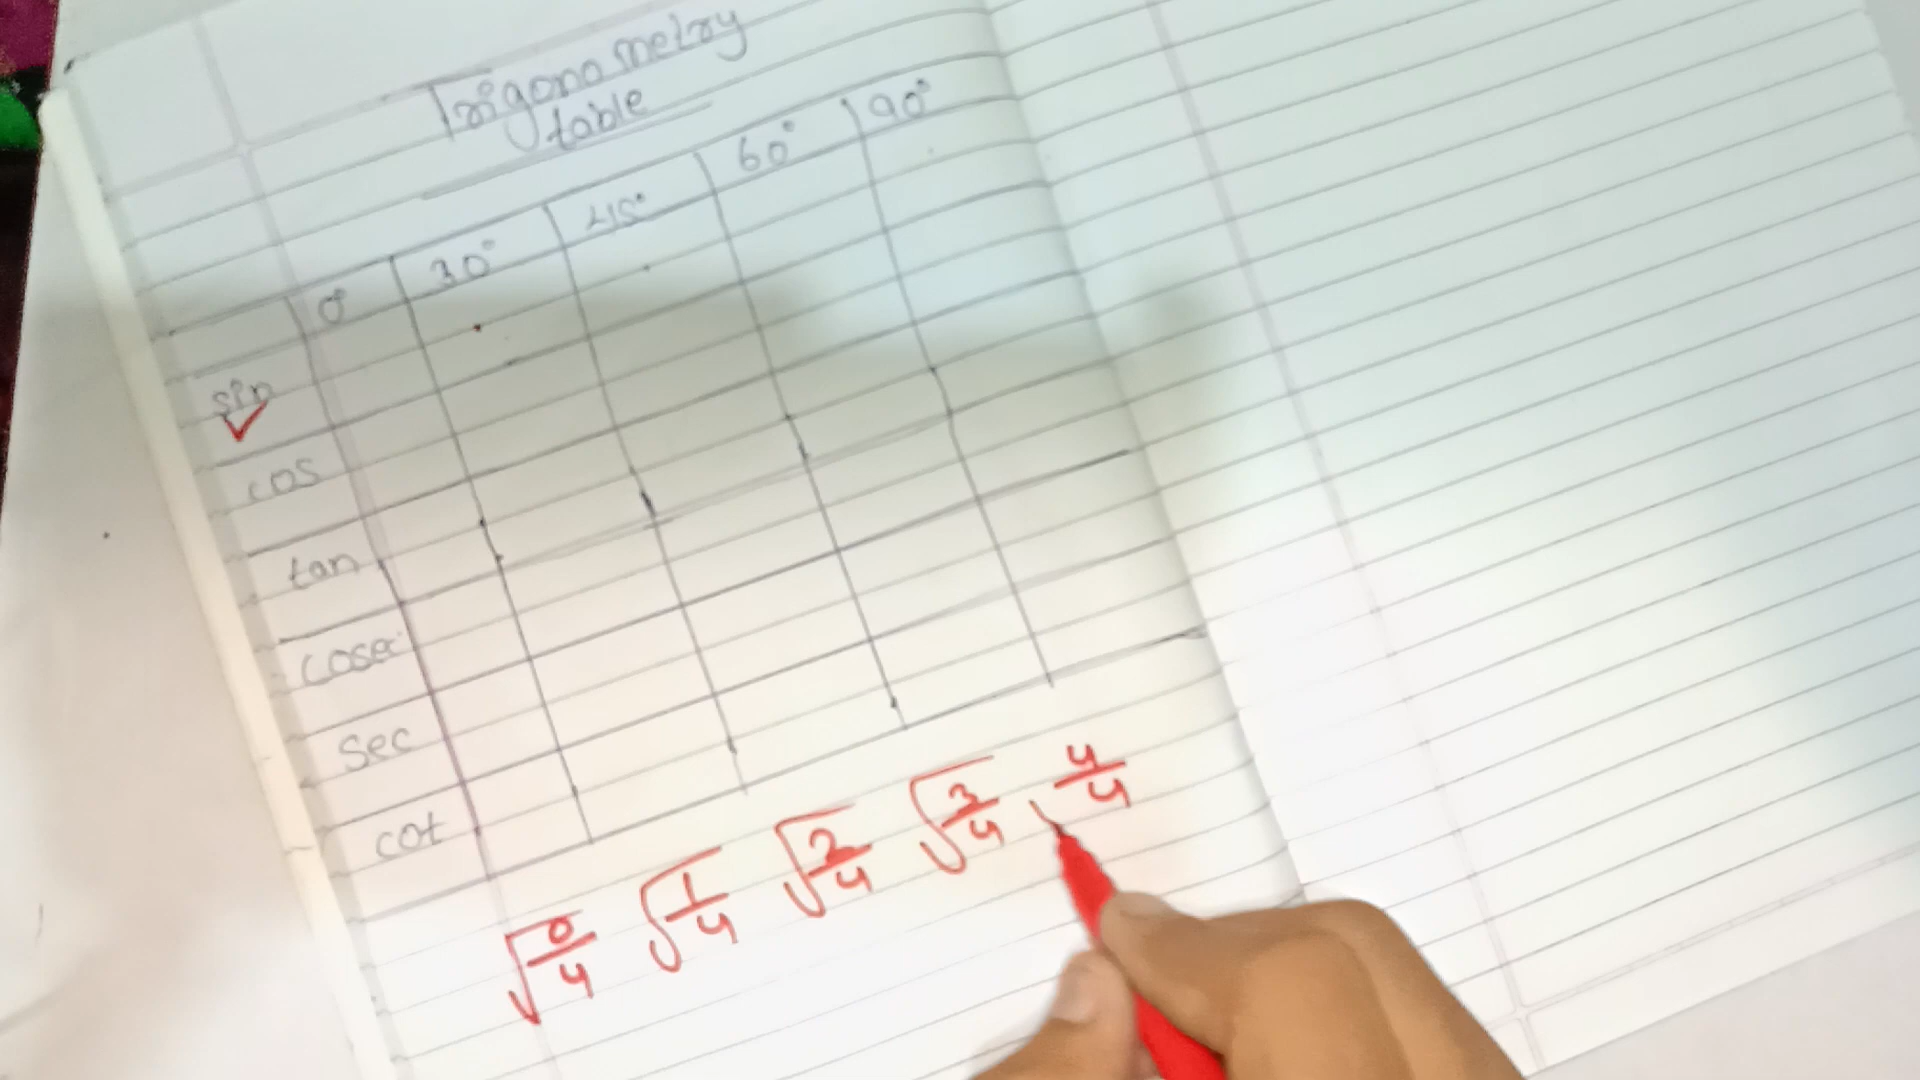 Trigonometry
table
0° 30° 45° 60° 90°
sin
cos
tan
cosec
sec
cot
√0/4 √1/4 √2/4 √3/4 4/4